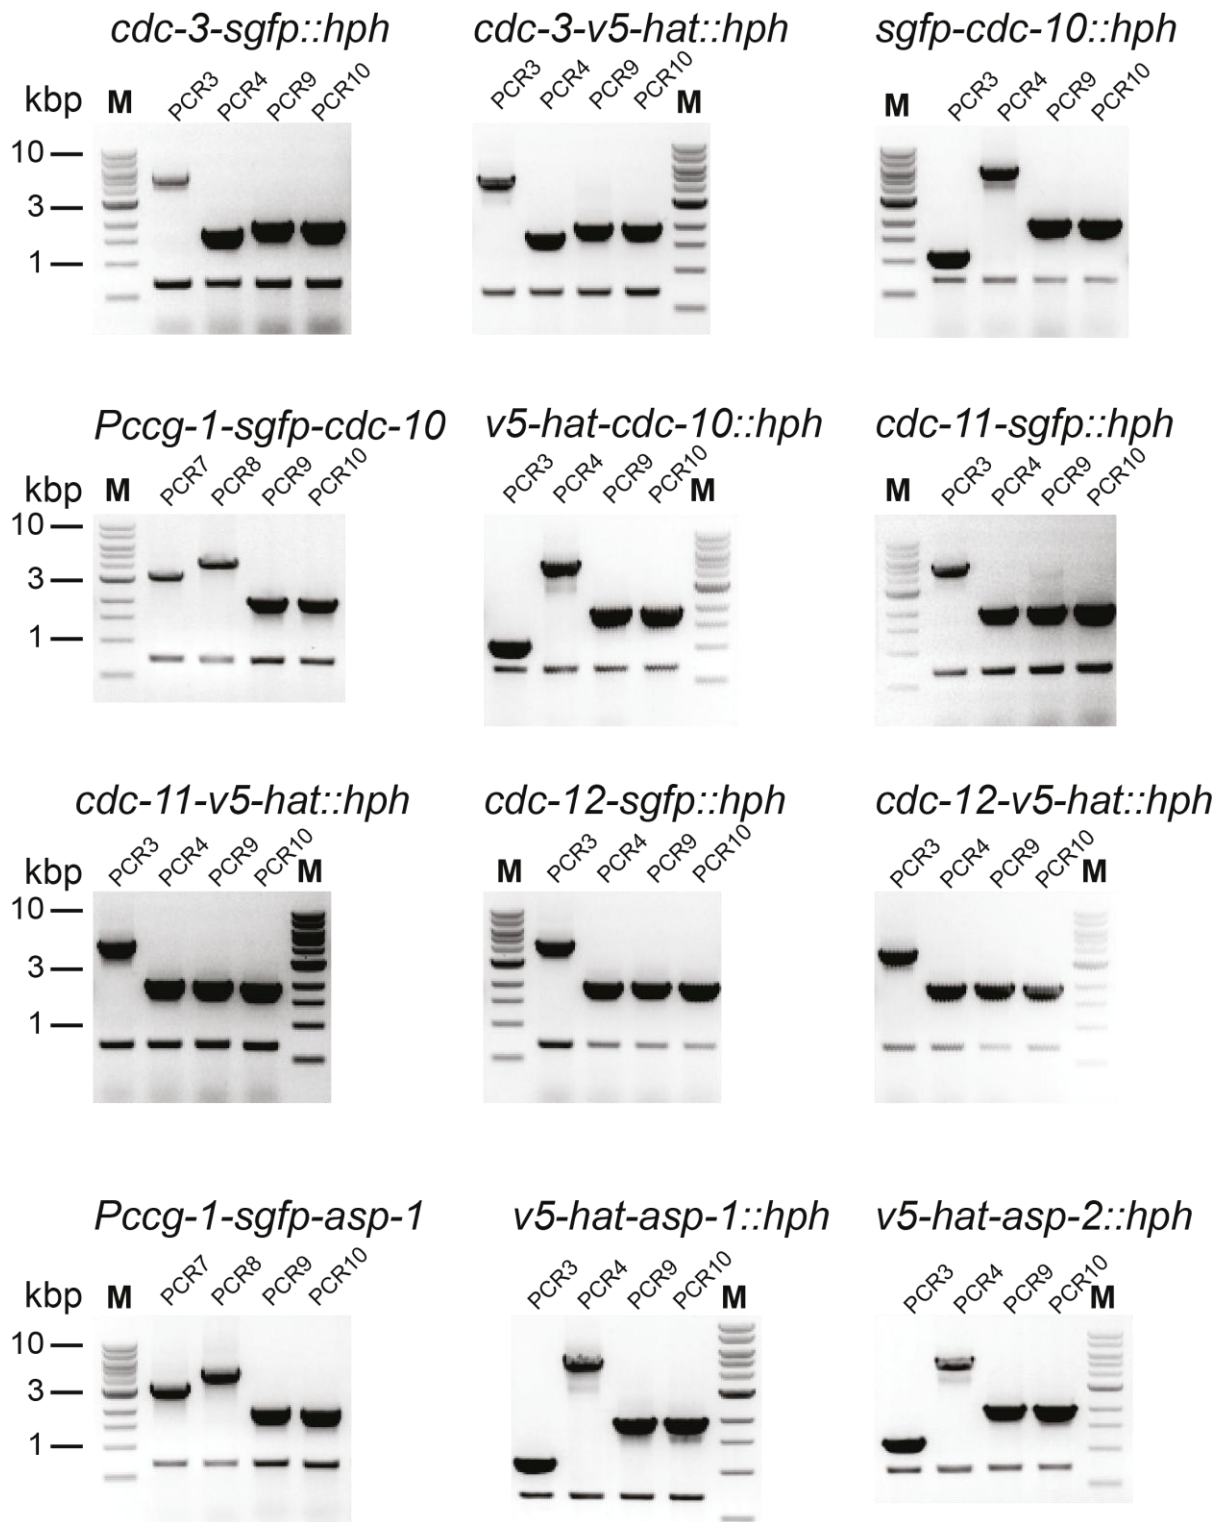 cdc-3-sgfp::hph cdc-3-v5-hat::hph sgfp-cdc-10::hph
kbp M PCR3 PCR4 PCR9 PCR10 PCR3 PCR4 PCR9 PCR10 M M PCR3 PCR4 PCR9 PCR10
10
3
1
Pccg-1-sgfp-cdc-10 v5-hat-cdc-10::hph cdc-11-sgfp::hph
kbp M PCR7 PCR8 PCR9 PCR10 PCR3 PCR4 PCR9 PCR10 M M PCR3 PCR4 PCR9 PCR10
10
3
1
cdc-11-v5-hat::hph cdc-12-sgfp::hph cdc-12-v5-hat::hph
kbp PCR3 PCR4 PCR9 PCR10 M M PCR3 PCR4 PCR9 PCR10 PCR3 PCR4 PCR9 PCR10 M
10
3
1
Pccg-1-sgfp-asp-1 v5-hat-asp-1::hph v5-hat-asp-2::hph
kbp M PCR7 PCR8 PCR9 PCR10 PCR3 PCR4 PCR9 PCR10 M PCR3 PCR4 PCR9 PCR10 M
10
3
1